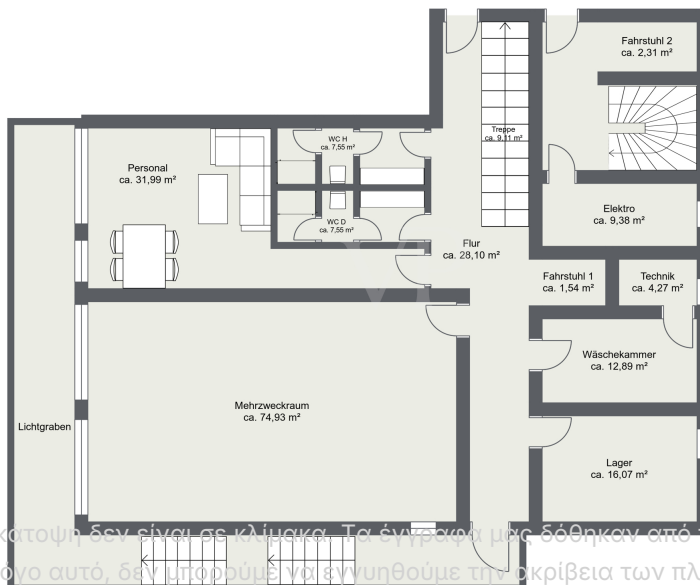 Fahrstuhl 2
ca. 2,31 m²
Treppe
ca. 9,11 m²
WC H
ca. 7,55 m²
Personal
ca. 31,99 m²
WC D
ca. 7,55 m²
Elektro
ca. 9,38 m²
Flur
ca. 28,10 m²
Fahrstuhl 1
ca. 1,54 m²
Technik
ca. 4,27 m²
Wäschekammer
ca. 12,89 m²
Mehrzweckraum
ca. 74,93 m²
Lichtgraben
Lager
ca. 16,07 m²
κάτοψη δεν είναι σε κλίμακα. Τα έγγραφα μας δόθηκαν από
όγο αυτό, δεν μπορούμε να εγγυηθούμε την ακρίβεια των πλ